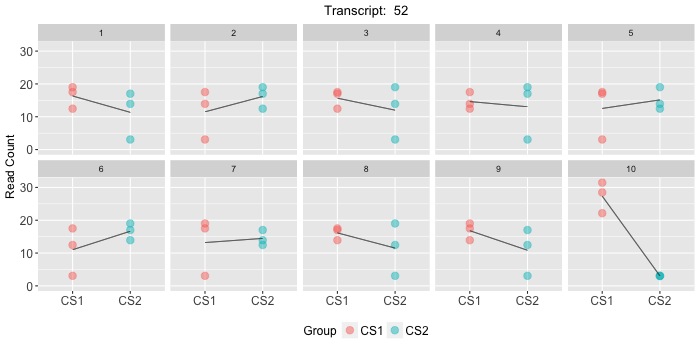 Transcript: 52
1 2 3 4 5
30
20
10
0
Read Count
6 7 8 9 10
30
20
10
0
CS1 CS2 CS1 CS2 CS1 CS2 CS1 CS2 CS1 CS2
Group CS1 CS2